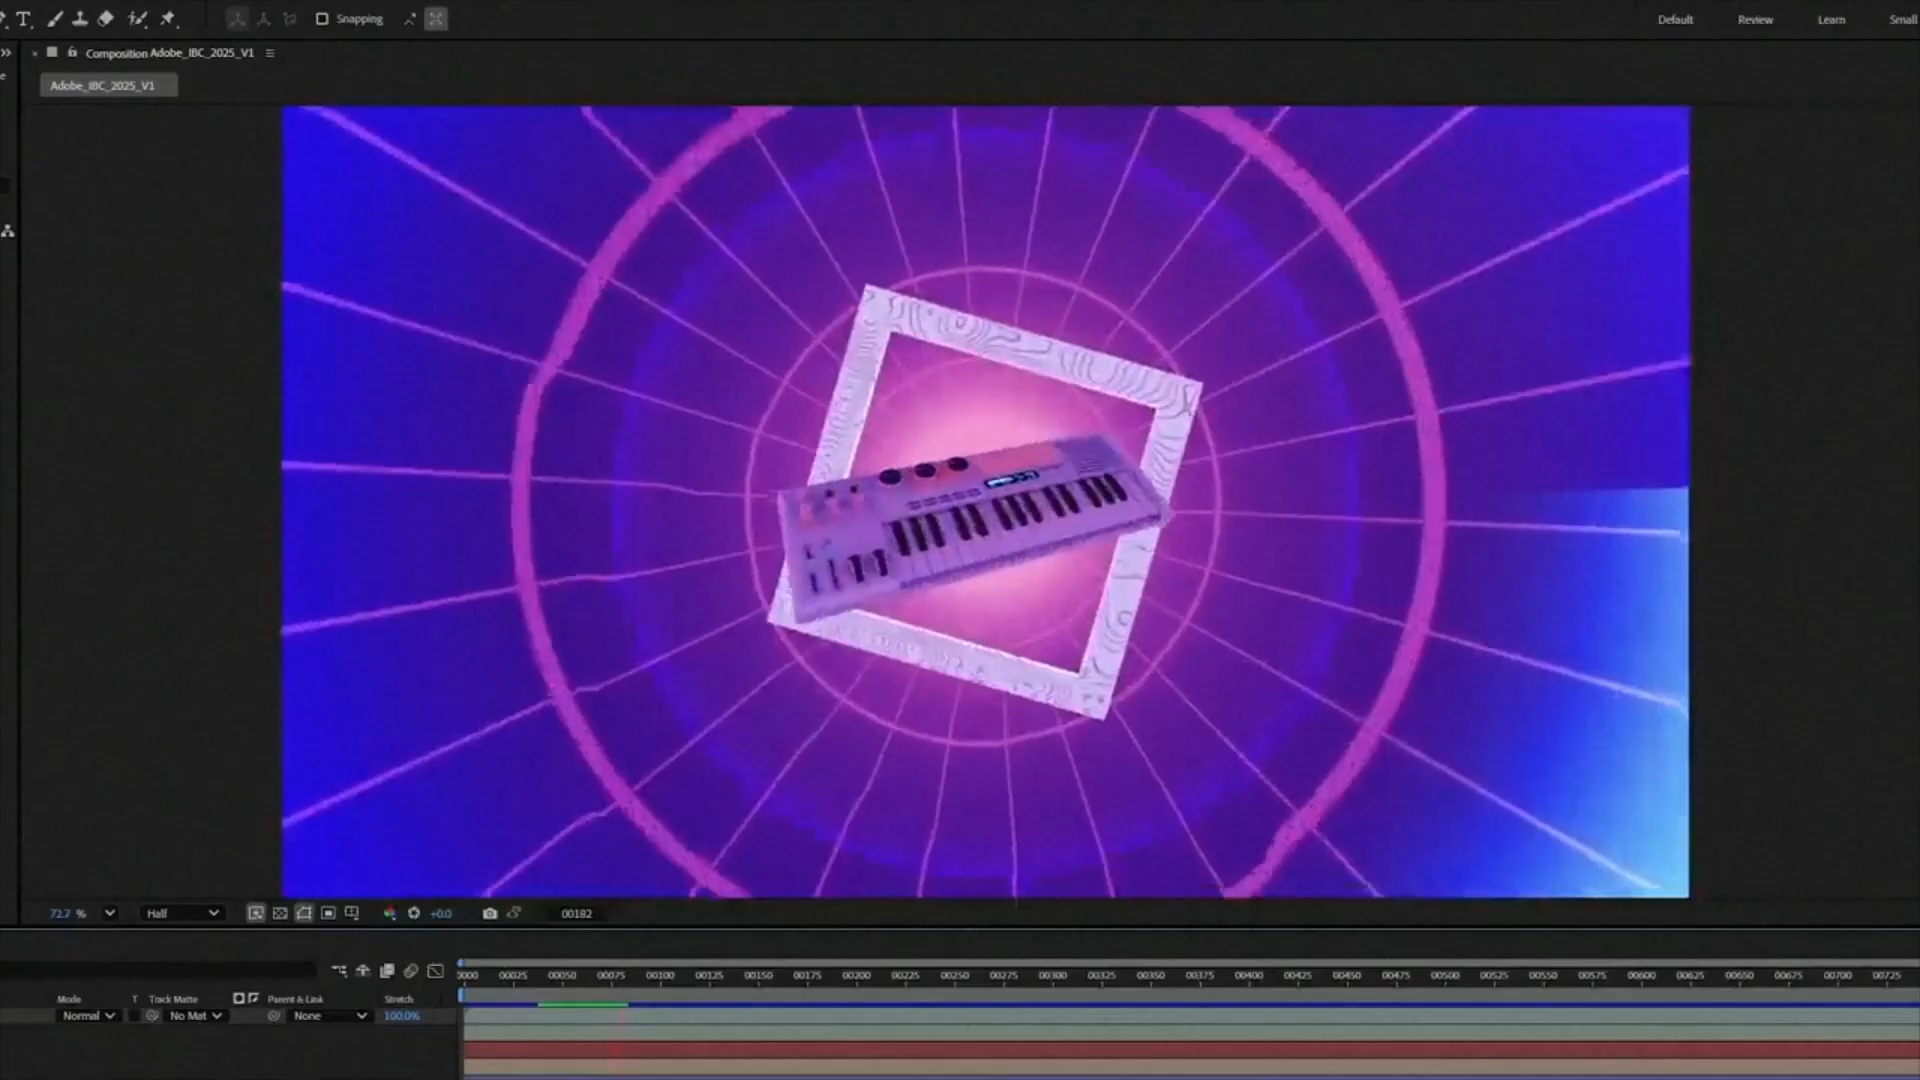 Snapping
Default Review Learn Small
Composition Adobe_IBC_2025_V1
Adobe_IBC_2025_V1
72.7 % Half +0.0 00182
0000 00025 00050 00075 00100 00125 00150 00175 00200 00225 00250 00275 00300 00325 00350 00375 00400 00425 00450 00475 00500 00525 00550 00575 00600 00625 00650 00675 00700 00725
Mode T Track Matte Parent & Link Stretch
Normal No Mat None 100.0%